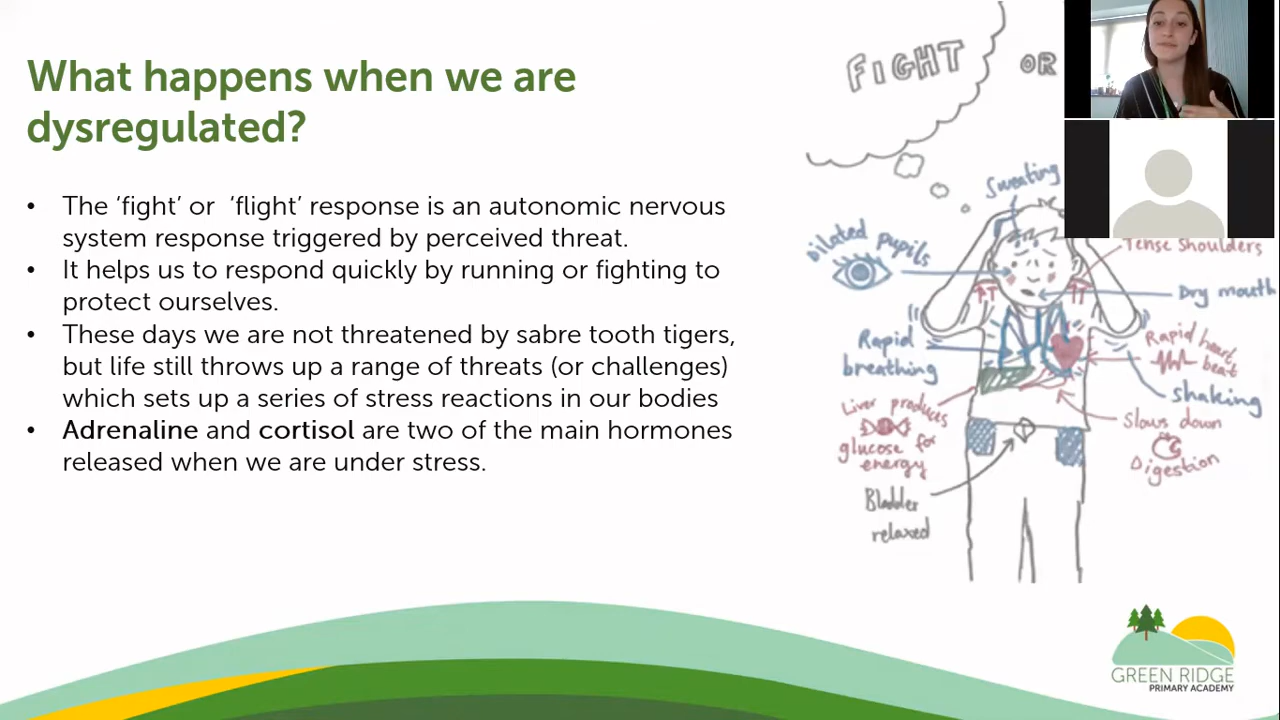 What happens when we are
dysregulated?
• The ‘fight’ or ‘flight’ response is an autonomic nervous
system response triggered by perceived threat.
• It helps us to respond quickly by running or fighting to
protect ourselves.
• These days we are not threatened by sabre tooth tigers,
but life still throws up a range of threats (or challenges)
which sets up a series of stress reactions in our bodies
• Adrenaline and cortisol are two of the main hormones
released when we are under stress.
FIGHT OR
Sweating
Dilated pupils
Tense Shoulders
Dry mouth
Rapid
breathing
Rapid heart
beat
shaking
Liver produces
glucose for
energy
Slows down
Digestion
Bladder
relaxed
GREEN RIDGE
PRIMARY ACADEMY